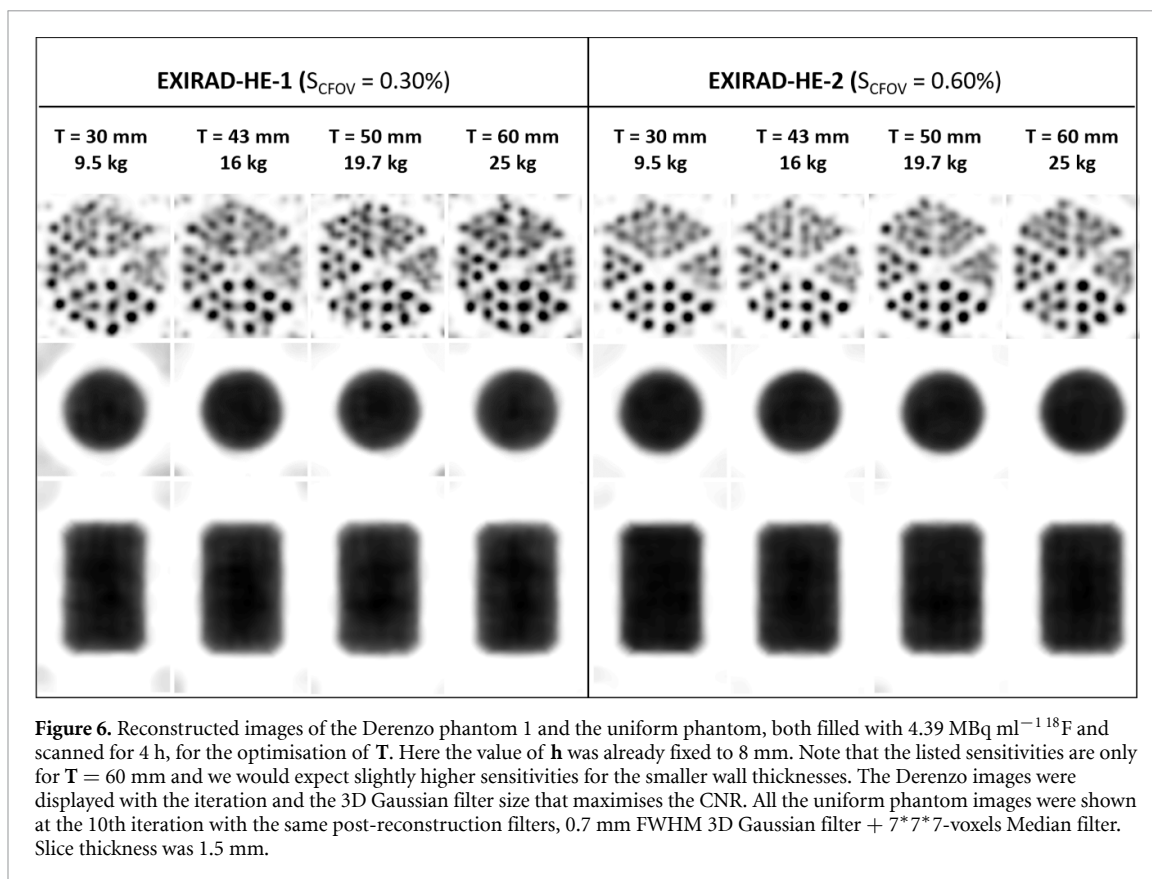 EXIRAD-HE-1 (S_CFOV = 0.30%)
EXIRAD-HE-2 (S_CFOV = 0.60%)
T = 30 mm T = 43 mm T = 50 mm T = 60 mm T = 30 mm T = 43 mm T = 50 mm T = 60 mm
9.5 kg 16 kg 19.7 kg 25 kg 9.5 kg 16 kg 19.7 kg 25 kg
Figure 6. Reconstructed images of the Derenzo phantom 1 and the uniform phantom, both filled with 4.39 MBq ml⁻¹ ¹⁸F and
scanned for 4 h, for the optimisation of T. Here the value of h was already fixed to 8 mm. Note that the listed sensitivities are only
for T = 60 mm and we would expect slightly higher sensitivities for the smaller wall thicknesses. The Derenzo images were
displayed with the iteration and the 3D Gaussian filter size that maximises the CNR. All the uniform phantom images were shown
at the 10th iteration with the same post-reconstruction filters, 0.7 mm FWHM 3D Gaussian filter + 7*7*7-voxels Median filter.
Slice thickness was 1.5 mm.